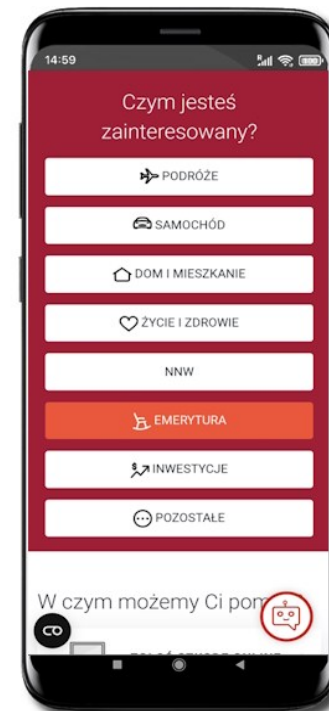 14:59
Czym jesteś
zainteresowany?
PODRÓŻE
SAMOCHÓD
DOM I MIESZKANIE
ŻYCIE I ZDROWIE
NNW
EMERYTURA
INWESTYCJE
POZOSTAŁE
W czym możemy Ci pom